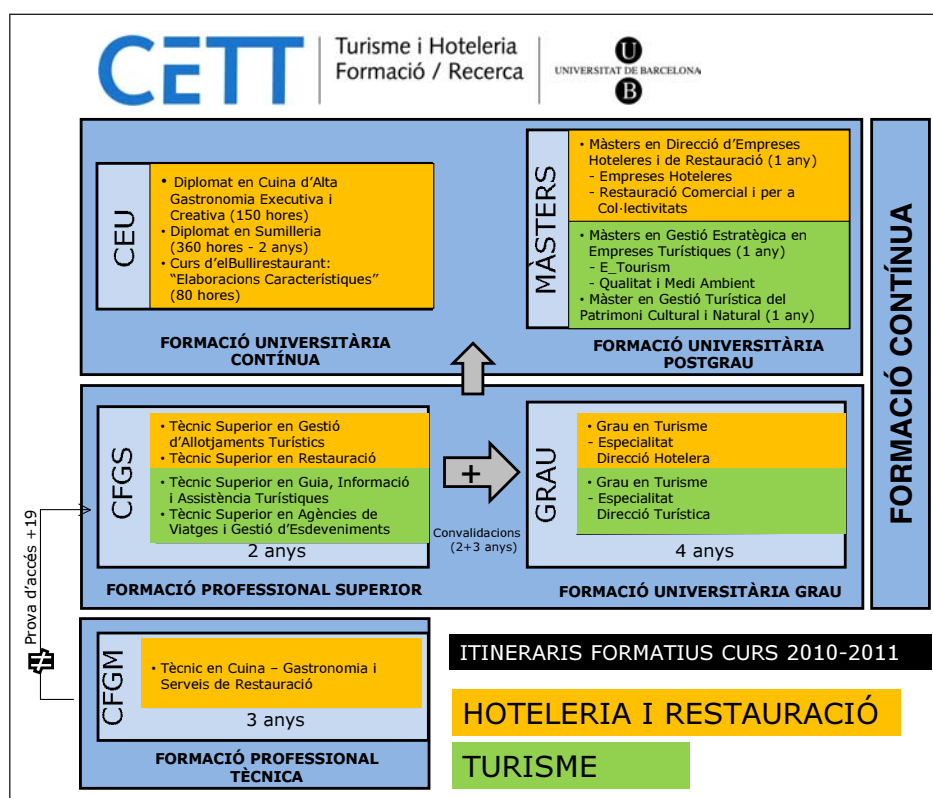 CETT
Turisme i Hoteleria
Formació / Recerca
U
UNIVERSITAT DE BARCELONA
B
CEU
• Diplomat en Cuina d'Alta
Gastronomia Executiva i
Creativa (150 hores)
• Diplomat en Sumilleria
(360 hores - 2 anys)
• Curs d'elBullirestaurant:
"Elaboracions Característiques"
(80 hores)
FORMACIÓ UNIVERSITÀRIA
CONTÍNUA
MÀSTERS
• Màsters en Direcció d'Empreses
Hoteleres i de Restauració (1 any)
- Empreses Hoteleres
- Restauració Comercial i per a
Col·lectivitats
• Màsters en Gestió Estratègica en
Empreses Turístiques (1 any)
- E_Tourism
- Qualitat i Medi Ambient
• Màster en Gestió Turística del
Patrimoni Cultural i Natural (1 any)
FORMACIÓ UNIVERSITÀRIA
POSTGRAU
FORMACIÓ CONTÍNUA
CFGS
• Tècnic Superior en Gestió
d'Allotjaments Turístics
• Tècnic Superior en Restauració
• Tècnic Superior en Guia, Informació
i Assistència Turístiques
• Tècnic Superior en Agències de
Viatges i Gestió d'Esdeveniments
2 anys
FORMACIÓ PROFESSIONAL SUPERIOR
+
Convalidacions
(2+3 anys)
GRAU
• Grau en Turisme
- Especialitat
Direcció Hotelera
• Grau en Turisme
- Especialitat
Direcció Turística
4 anys
FORMACIÓ UNIVERSITÀRIA GRAU
Prova d'accés +19
≠
CFGM
• Tècnic en Cuina – Gastronomia i
Serveis de Restauració
3 anys
FORMACIÓ PROFESSIONAL
TÈCNICA
ITINERARIS FORMATIUS CURS 2010-2011
HOTELERIA I RESTAURACIÓ
TURISME